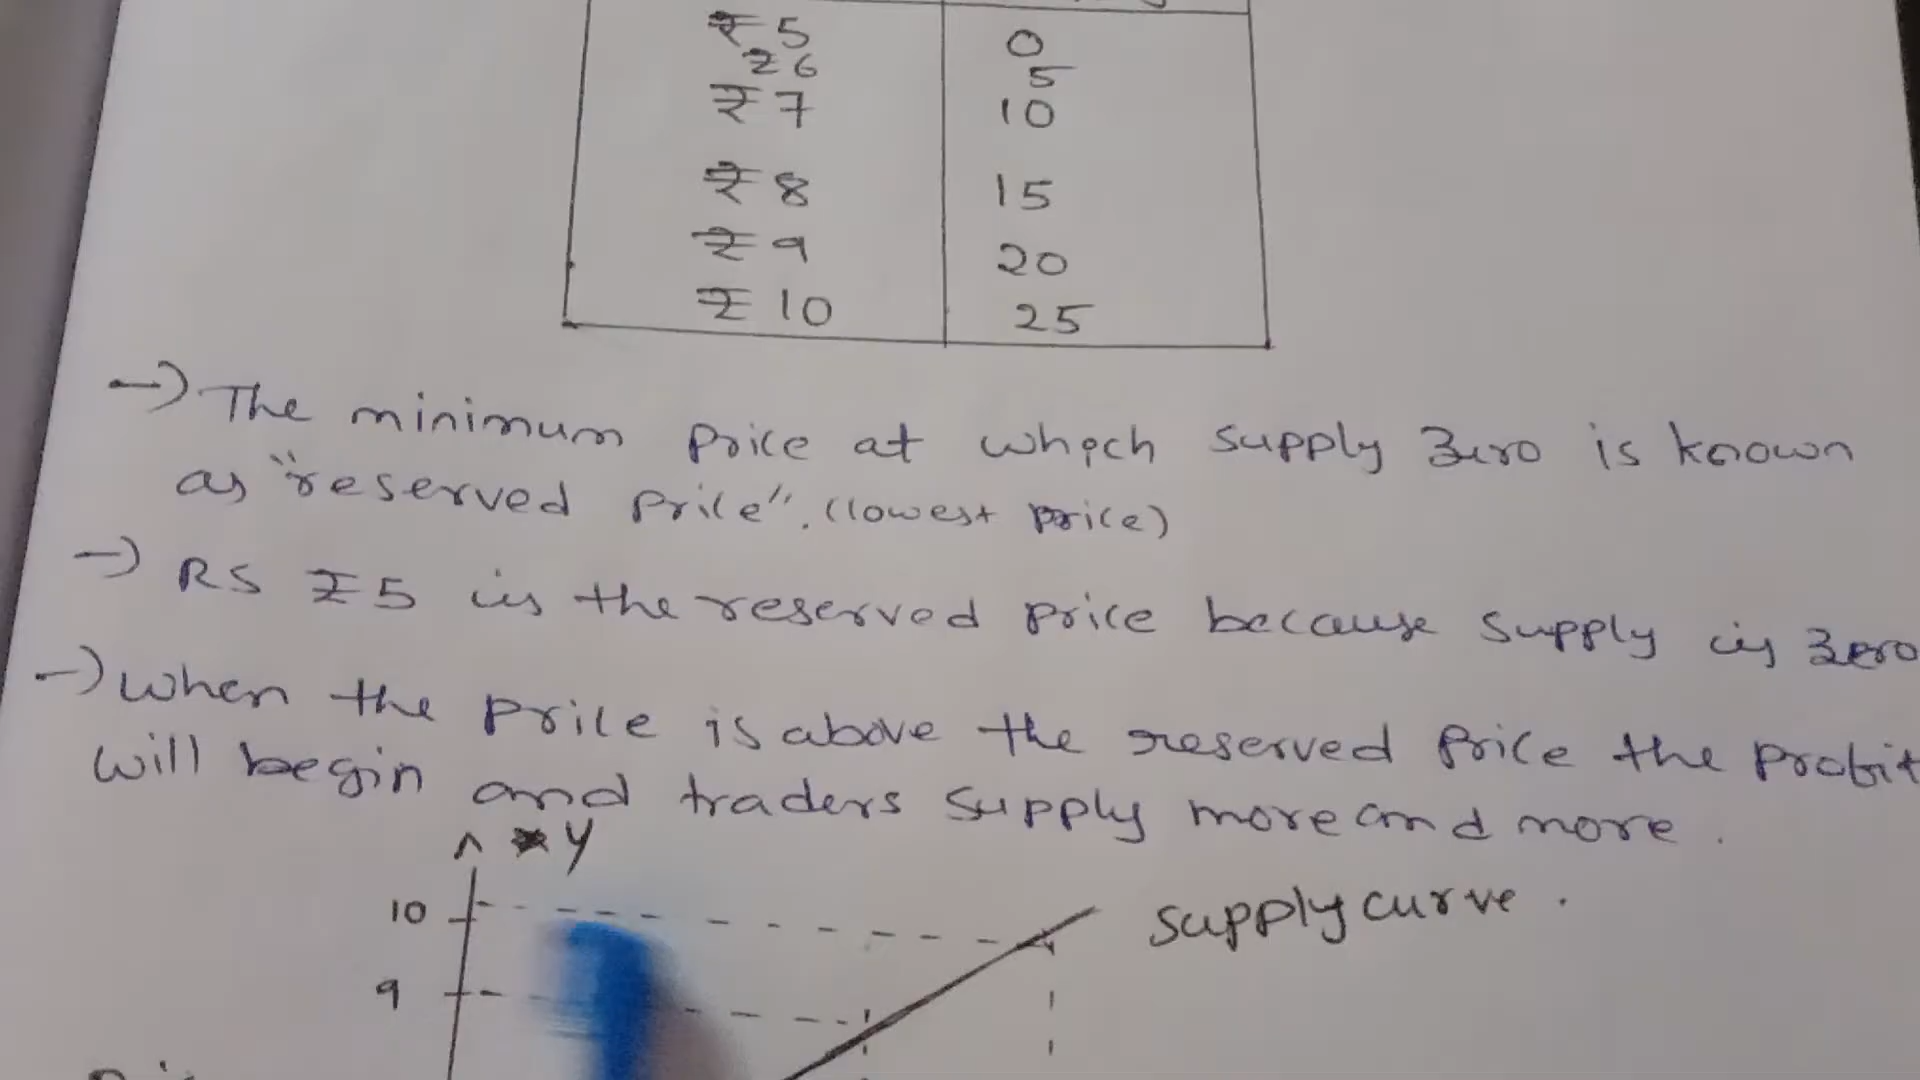 ₹5 0
₹6 5
₹7 10
₹8 15
₹9 20
₹10 25
→ The minimum price at which supply zero is known
as "reserved price". (lowest price)
→ RS ₹5 is the reserved price because supply is zero
→ when the price is above the reserved price the profit
will begin and traders supply more and more.
Y
10
supply curve.
9